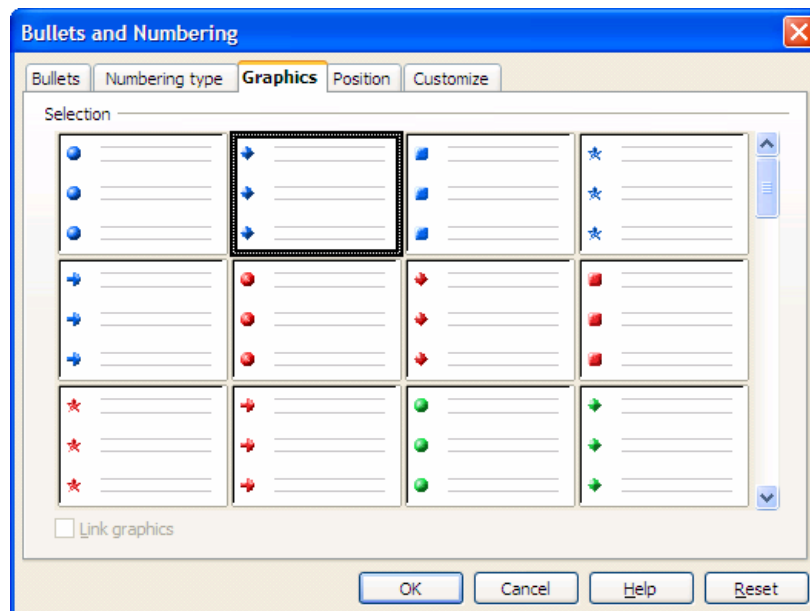 Bullets and Numbering
Bullets Numbering type Graphics Position Customize
Selection
Link graphics
OK Cancel Help Reset